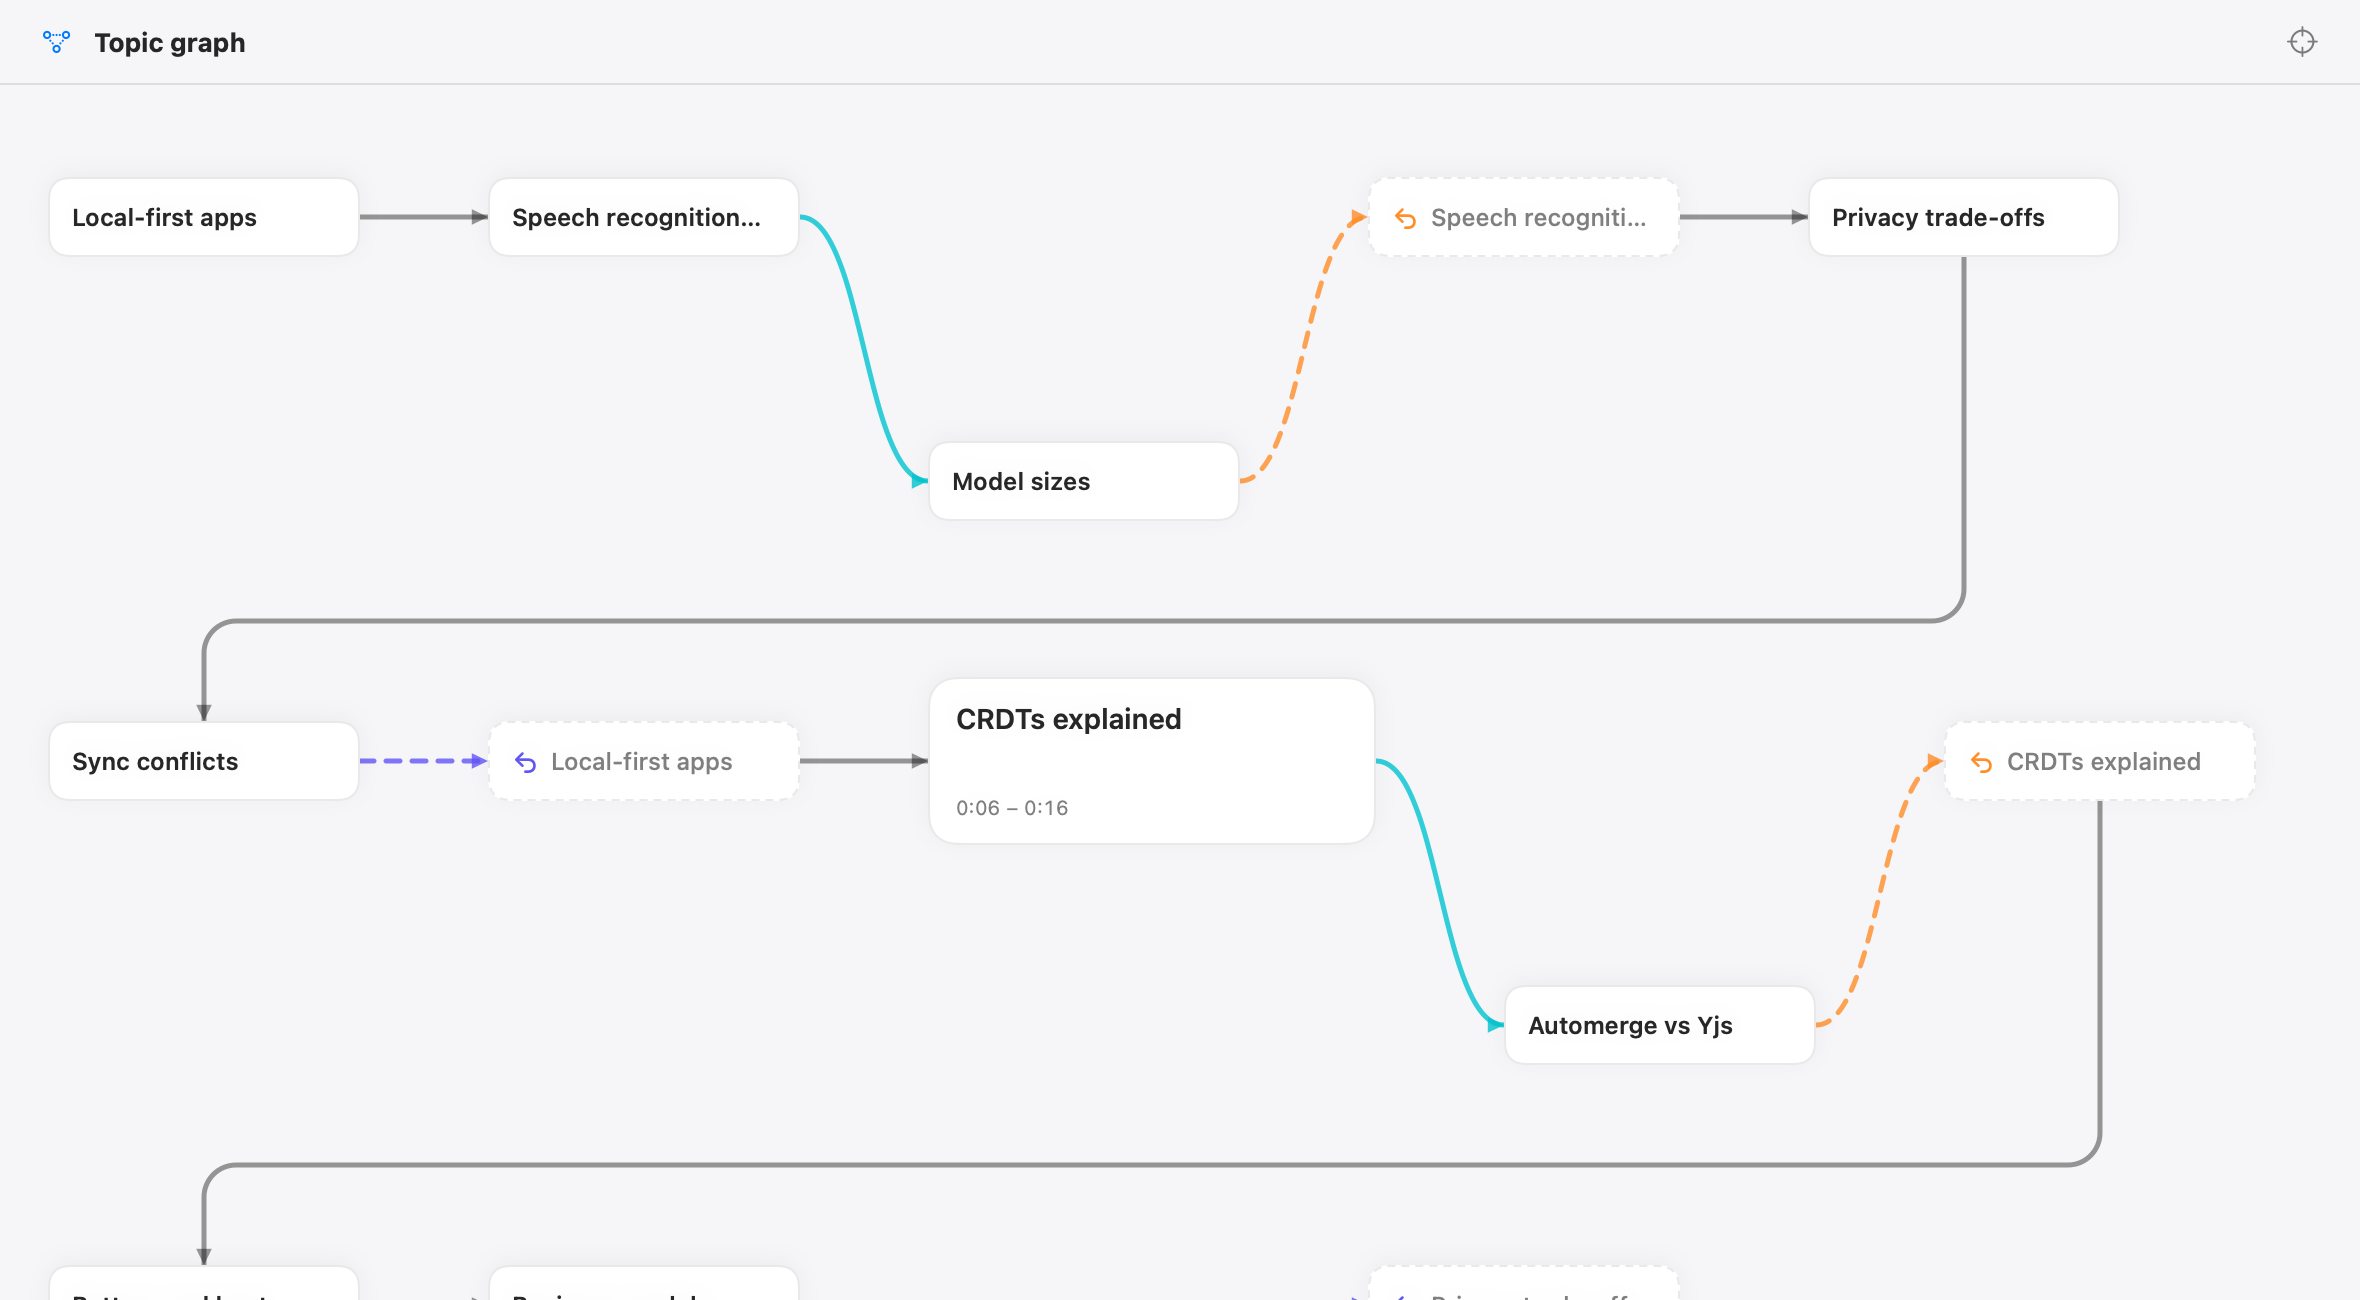 Topic graph
Local-first apps
Speech recognition...
Speech recogniti...
Privacy trade-offs
Model sizes
Sync conflicts
Local-first apps
CRDTs explained
0:06 – 0:16
CRDTs explained
Automerge vs Yjs